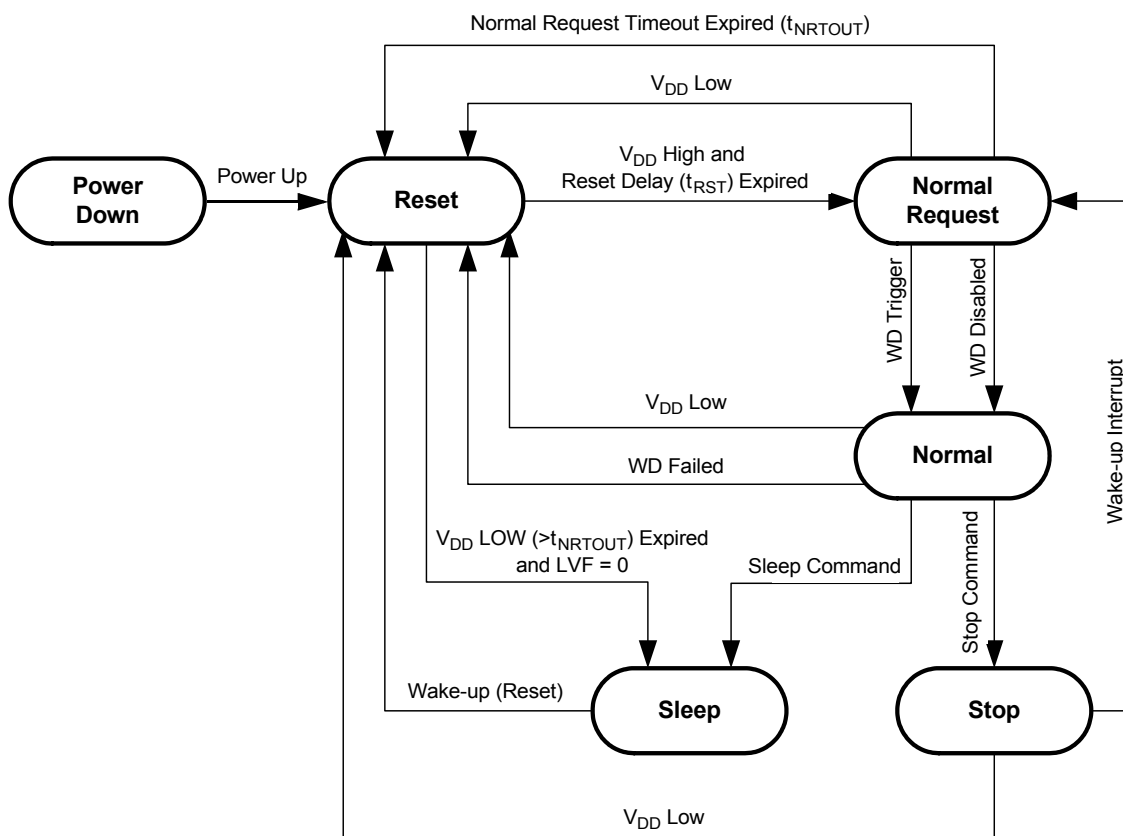 Normal Request Timeout Expired (tNRTOUT)
VDD Low
Power
Down
Power Up
Reset
VDD High and
Reset Delay (tRST) Expired
Normal
Request
WD Trigger
WD Disabled
Wake-up Interrupt
VDD Low
Normal
WD Failed
VDD LOW (>tNRTOUT) Expired
and LVF = 0
Sleep Command
Stop Command
Wake-up (Reset)
Sleep
Stop
VDD Low